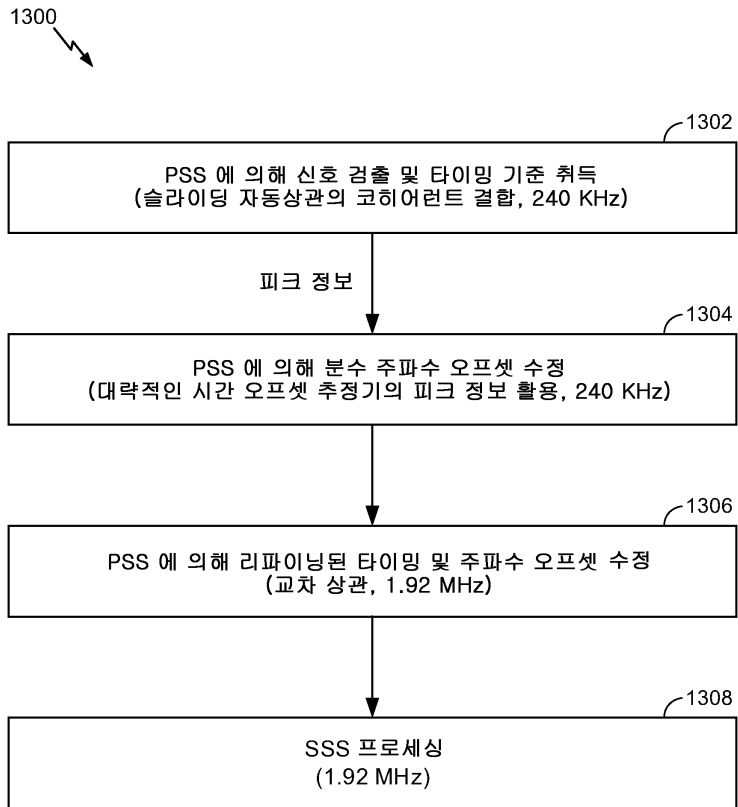 1300
1302
PSS 에 의해 신호 검출 및 타이밍 기준 취득
(슬라이딩 자동상관의 코히어런트 결합, 240 KHz)
피크 정보
1304
PSS 에 의해 분수 주파수 오프셋 수정
(대략적인 시간 오프셋 추정기의 피크 정보 활용, 240 KHz)
1306
PSS 에 의해 리파이닝된 타이밍 및 주파수 오프셋 수정
(교차 상관, 1.92 MHz)
1308
SSS 프로세싱
(1.92 MHz)